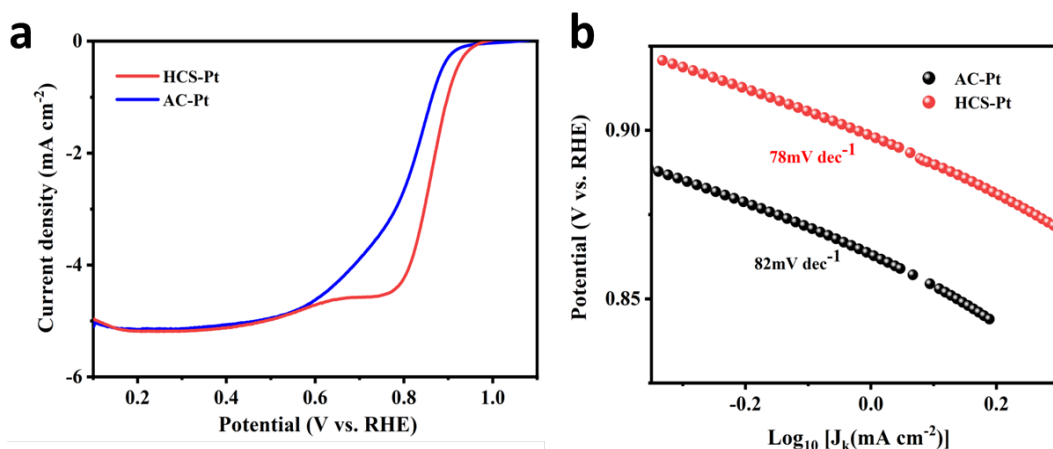 a
0
-2
-4
-6
Current density (mA cm⁻²)
HCS-Pt
AC-Pt
0.2
0.4
0.6
0.8
1.0
Potential (V vs. RHE)
b
0.90
0.85
Potential (V vs. RHE)
AC-Pt
HCS-Pt
78mV dec⁻¹
82mV dec⁻¹
-0.2
0.0
0.2
Log₁₀ [Jₖ(mA cm⁻²)]